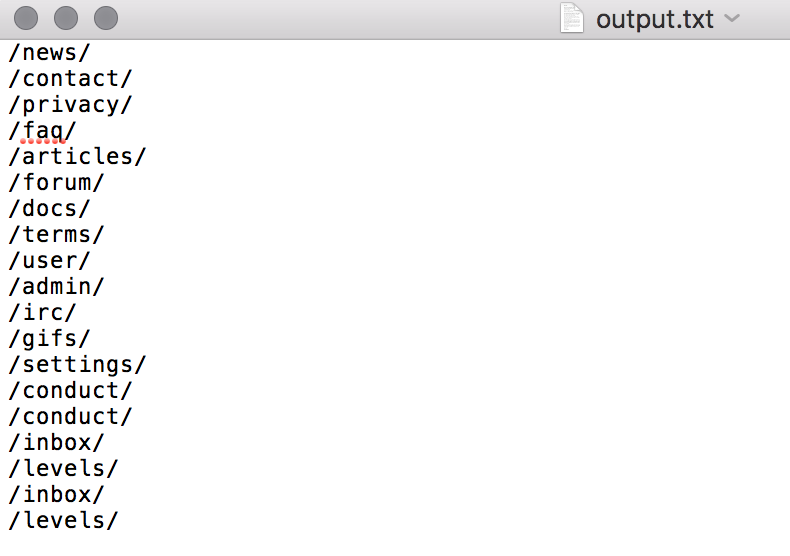 output.txt
/news/
/contact/
/privacy/
/faq/
/articles/
/forum/
/docs/
/terms/
/user/
/admin/
/irc/
/gifs/
/settings/
/conduct/
/conduct/
/inbox/
/levels/
/inbox/
/levels/